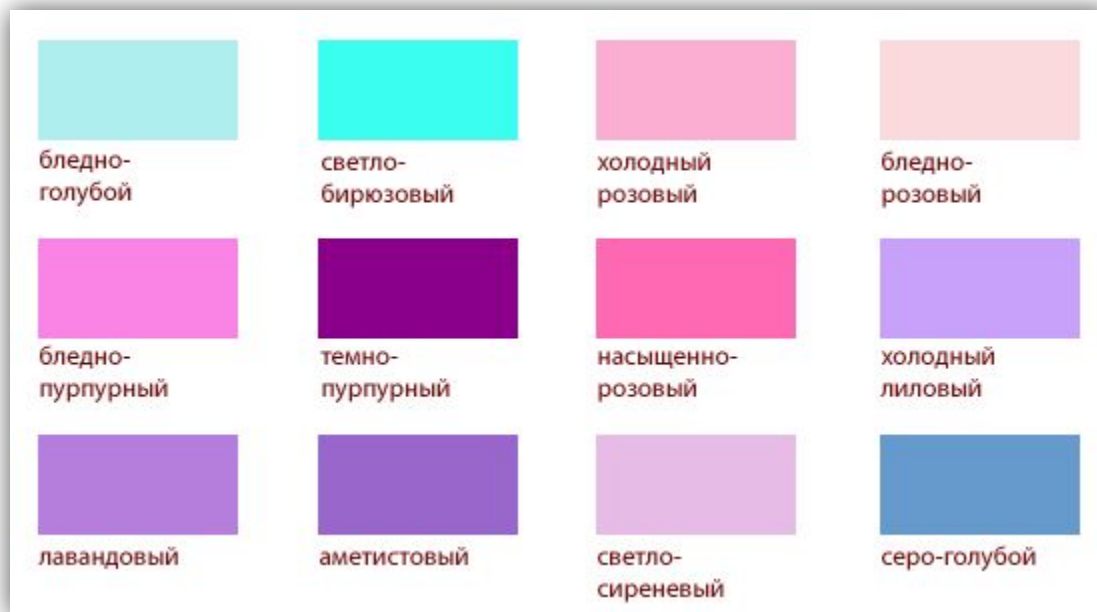 бледно-
голубой
светло-
бирюзовый
холодный
розовый
бледно-
розовый
бледно-
пурпурный
темно-
пурпурный
насыщенно-
розовый
холодный
лиловый
лавандовый
аметистовый
светло-
сиреневый
серо-голубой